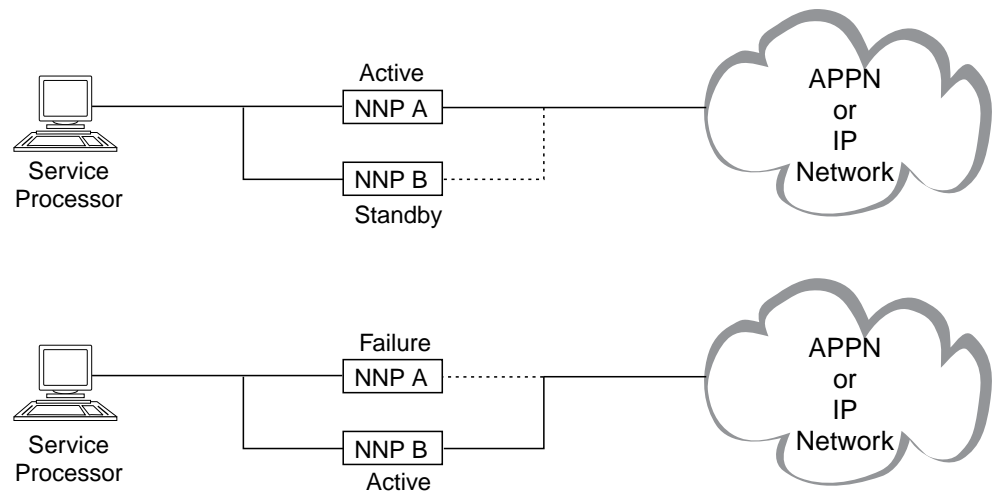 Active
NNP A
Service
Processor
NNP B
Standby
APPN
or
IP
Network
Failure
NNP A
Service
Processor
NNP B
Active
APPN
or
IP
Network